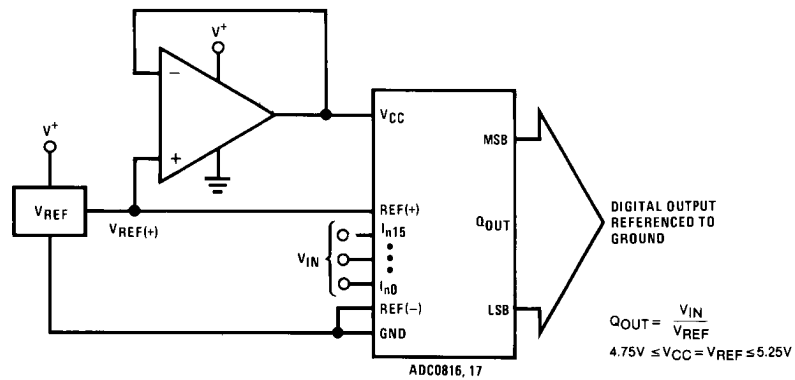 V+
−
V+
+
VCC
MSB
VREF
VREF(+)
REF(+)
In15
VIN
In0
REF(−)
GND
QOUT
LSB
DIGITAL OUTPUT
REFERENCED TO
GROUND
QOUT = VIN / VREF
4.75V ≤ VCC = VREF ≤ 5.25V
ADC0816, 17